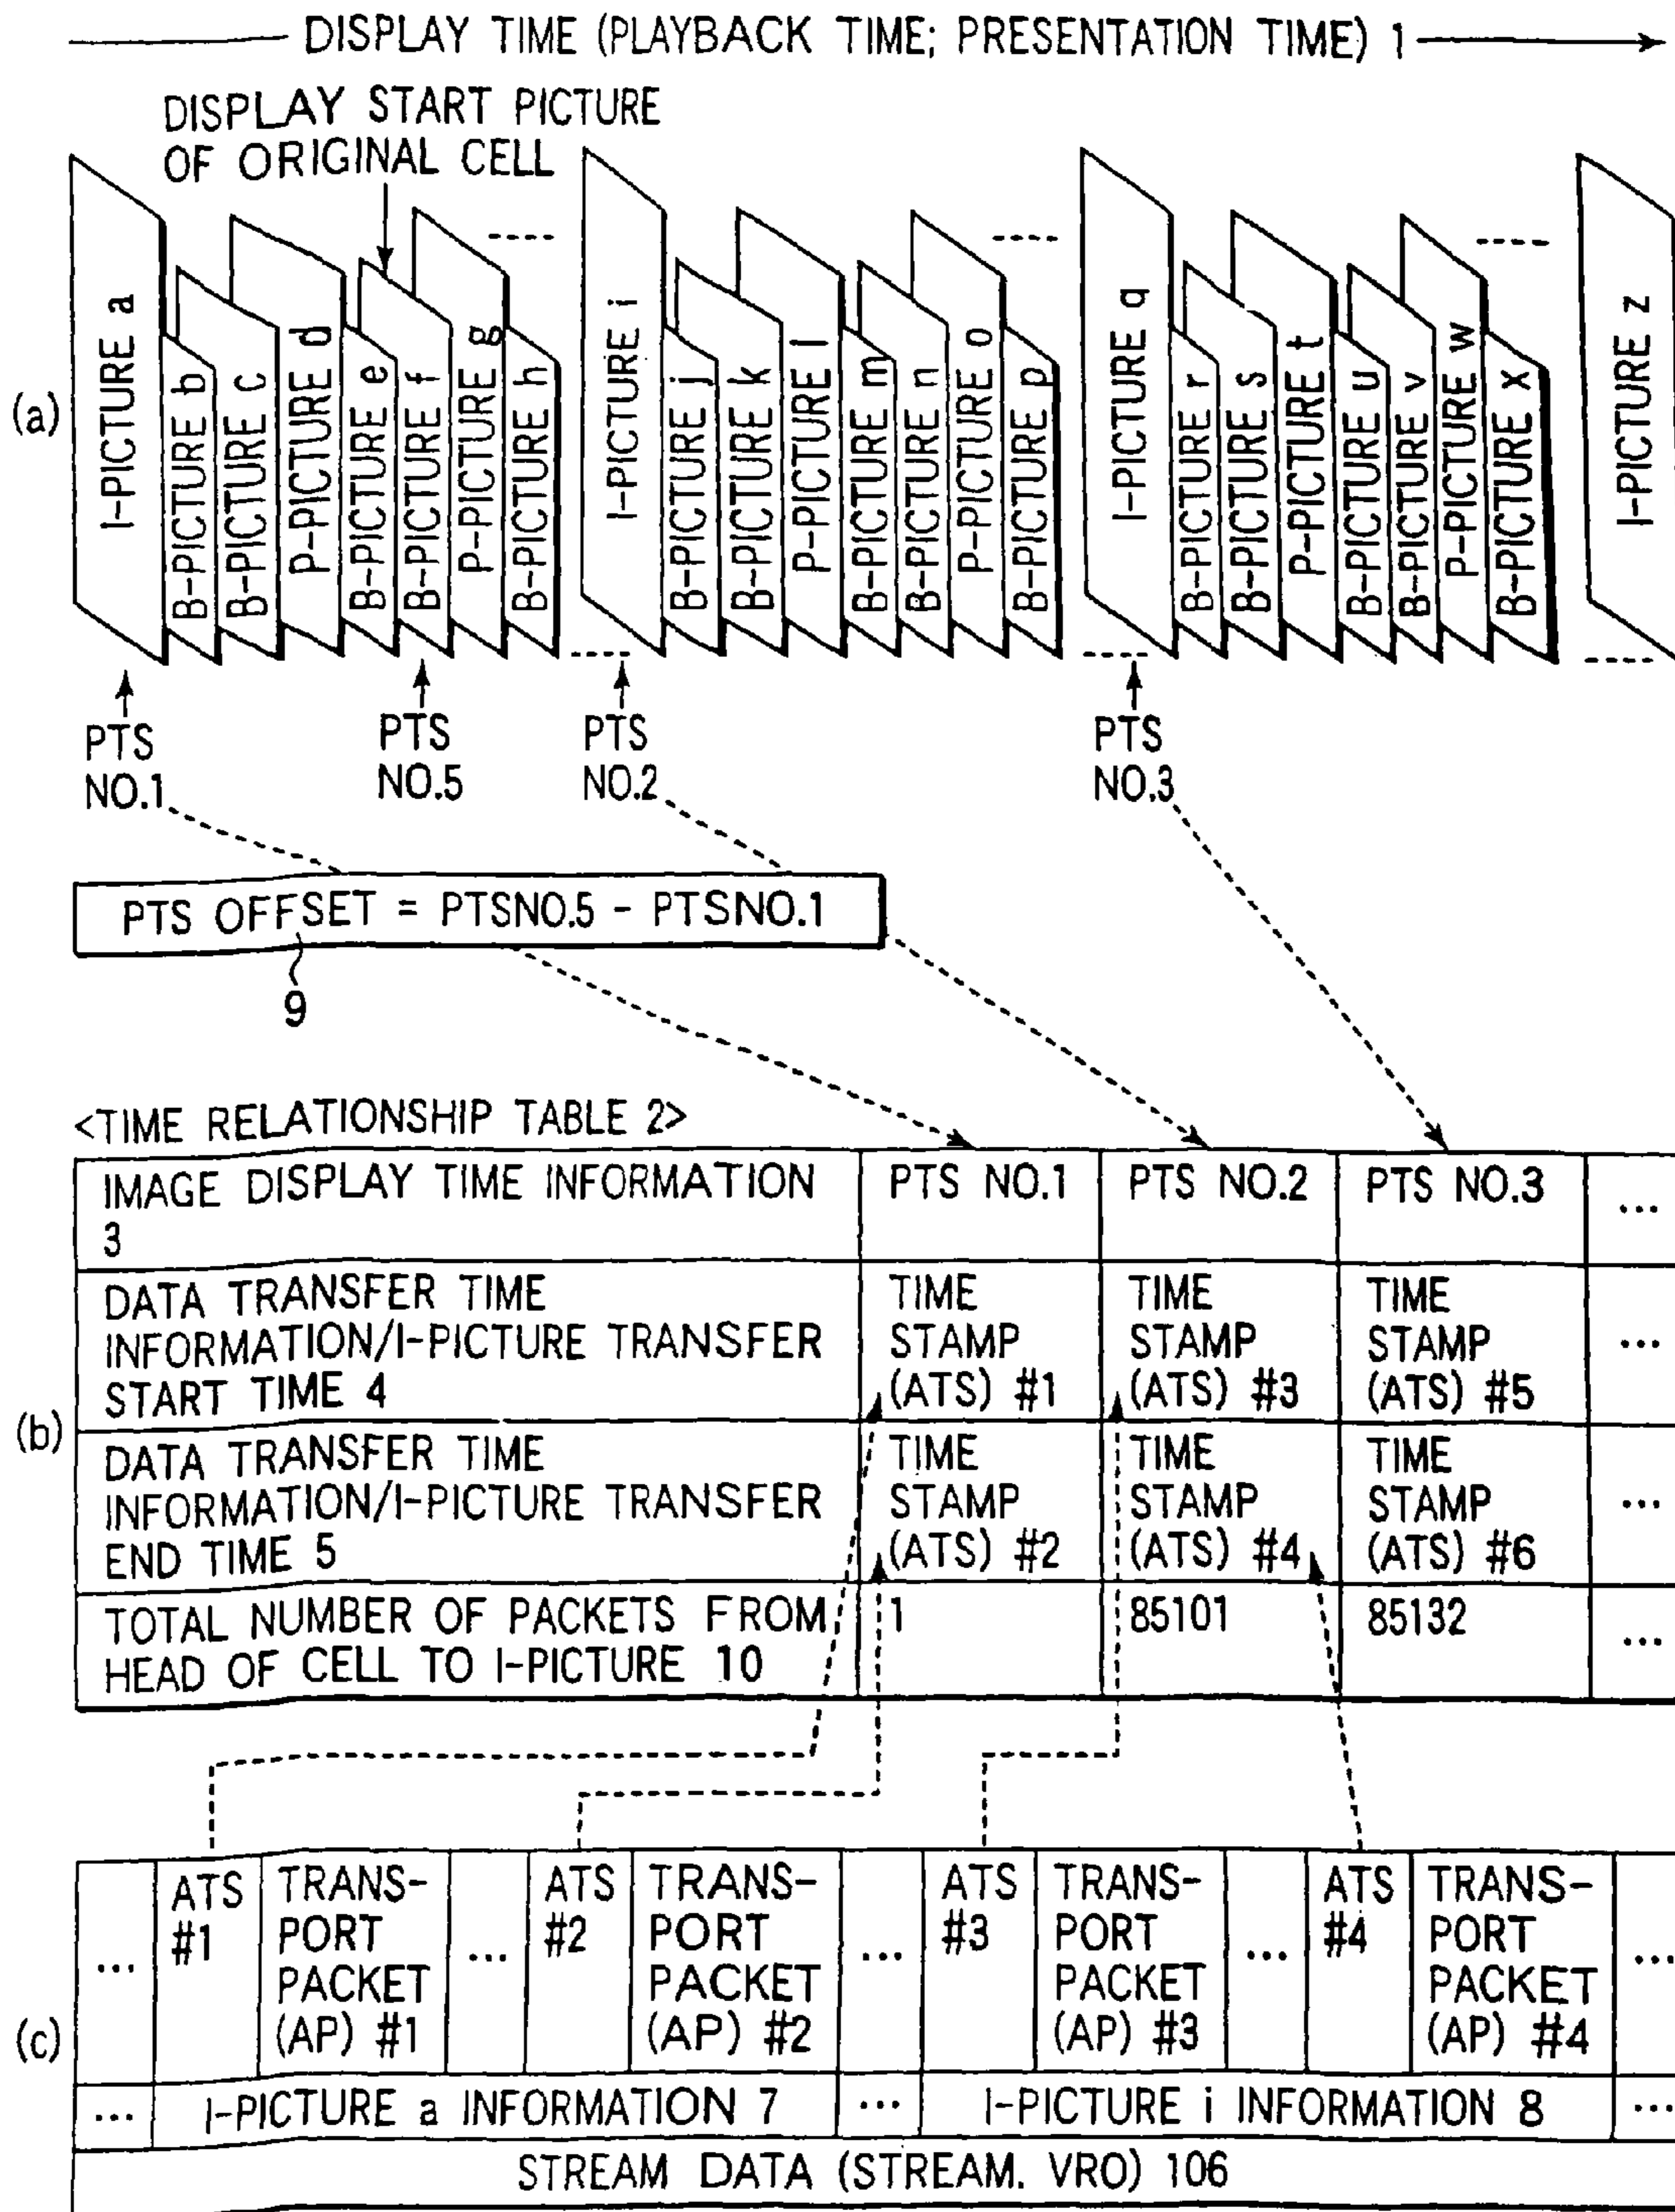 DISPLAY TIME (PLAYBACK TIME; PRESENTATION TIME) 1
DISPLAY START PICTURE
OF ORIGINAL CELL
(a)
I-PICTURE a
B-PICTURE b
B-PICTURE c
P-PICTURE d
B-PICTURE e
B-PICTURE f
P-PICTURE g
B-PICTURE h
I-PICTURE i
B-PICTURE j
B-PICTURE k
P-PICTURE l
B-PICTURE m
B-PICTURE n
P-PICTURE o
B-PICTURE p
I-PICTURE q
B-PICTURE r
B-PICTURE s
P-PICTURE t
B-PICTURE u
B-PICTURE v
P-PICTURE w
B-PICTURE x
I-PICTURE z
PTS
NO.1
PTS
NO.5
PTS
NO.2
PTS
NO.3
PTS OFFSET = PTSNO.5 - PTSNO.1
9
<TIME RELATIONSHIP TABLE 2>
(b)
IMAGE DISPLAY TIME INFORMATION
3
PTS NO.1
PTS NO.2
PTS NO.3
...
DATA TRANSFER TIME
INFORMATION/I-PICTURE TRANSFER
START TIME 4
TIME
STAMP
(ATS) #1
TIME
STAMP
(ATS) #3
TIME
STAMP
(ATS) #5
...
DATA TRANSFER TIME
INFORMATION/I-PICTURE TRANSFER
END TIME 5
TIME
STAMP
(ATS) #2
TIME
STAMP
(ATS) #4
TIME
STAMP
(ATS) #6
...
TOTAL NUMBER OF PACKETS FROM
HEAD OF CELL TO I-PICTURE 10
1
85101
85132
...
(c)
...
ATS
#1
TRANS-
PORT
PACKET
(AP) #1
...
ATS
#2
TRANS-
PORT
PACKET
(AP) #2
...
ATS
#3
TRANS-
PORT
PACKET
(AP) #3
...
ATS
#4
TRANS-
PORT
PACKET
(AP) #4
...
...
I-PICTURE a INFORMATION 7
...
I-PICTURE i INFORMATION 8
...
STREAM DATA (STREAM. VRO) 106